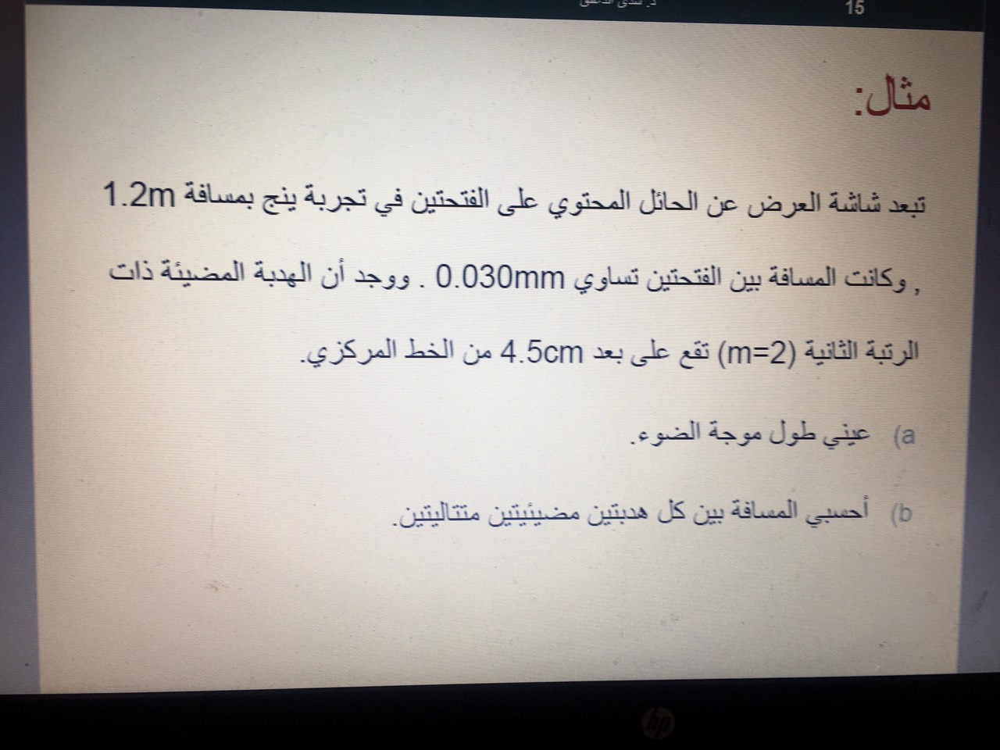 15
مثال:
تبعد شاشة العرض عن الحائل المحتوي على الفتحتين في تجربة ينج بمسافة 1.2m
, وكانت المسافة بين الفتحتين تساوي 0.030mm . ووجد أن الهدبة المضيئة ذات
الرتبة الثانية (m=2) تقع على بعد 4.5cm من الخط المركزي.
a) عيني طول موجة الضوء.
b) أحسبي المسافة بين كل هدبتين مضيئيتين متتاليتين.
hp